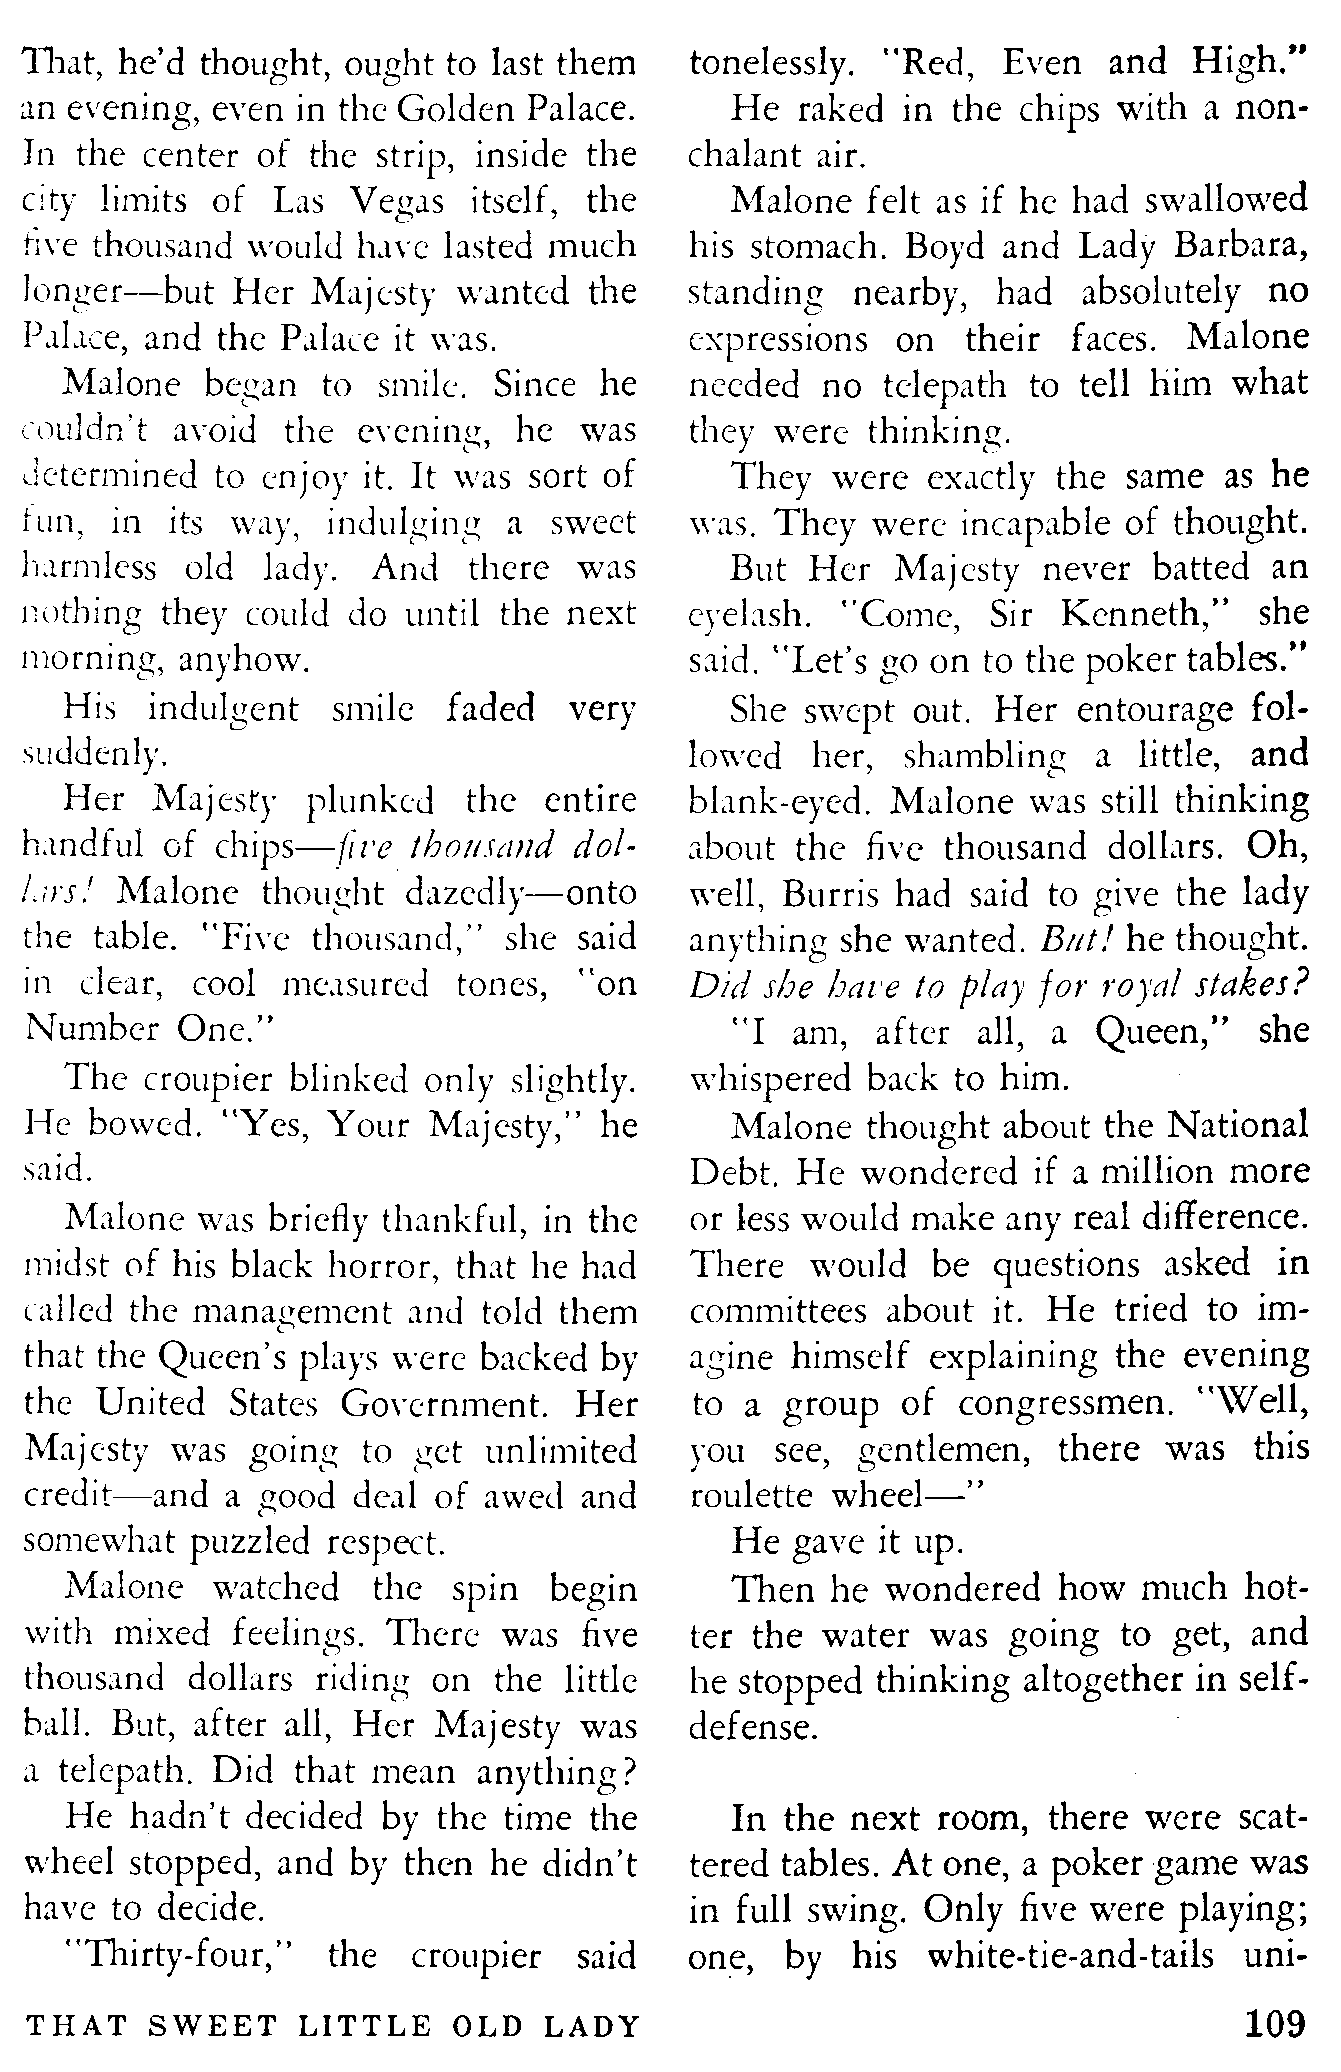 That, he'd thought, ought to last them
an evening, even in the Golden Palace.
In the center of the strip, inside the
city limits of Las Vegas itself, the
five thousand would have lasted much
longer—but Her Majesty wanted the
Palace, and the Palace it was.
Malone began to smile. Since he
couldn't avoid the evening, he was
determined to enjoy it. It was sort of
fun, in its way, indulging a sweet
harmless old lady. And there was
nothing they could do until the next
morning, anyhow.
His indulgent smile faded very
suddenly.
Her Majesty plunked the entire
handful of chips—five thousand dol-
lars! Malone thought dazedly—onto
the table. "Five thousand," she said
in clear, cool measured tones, "on
Number One."
The croupier blinked only slightly.
He bowed. "Yes, Your Majesty," he
said.
Malone was briefly thankful, in the
midst of his black horror, that he had
called the management and told them
that the Queen's plays were backed by
the United States Government. Her
Majesty was going to get unlimited
credit—and a good deal of awed and
somewhat puzzled respect.
Malone watched the spin begin
with mixed feelings. There was five
thousand dollars riding on the little
ball. But, after all, Her Majesty was
a telepath. Did that mean anything?
He hadn't decided by the time the
wheel stopped, and by then he didn't
have to decide.
"Thirty-four," the croupier said
tonelessly. "Red, Even and High."
He raked in the chips with a non-
chalant air.
Malone felt as if he had swallowed
his stomach. Boyd and Lady Barbara,
standing nearby, had absolutely no
expressions on their faces. Malone
needed no telepath to tell him what
they were thinking.
They were exactly the same as he
was. They were incapable of thought.
But Her Majesty never batted an
eyelash. "Come, Sir Kenneth," she
said. "Let's go on to the poker tables."
She swept out. Her entourage fol-
lowed her, shambling a little, and
blank-eyed. Malone was still thinking
about the five thousand dollars. Oh,
well, Burris had said to give the lady
anything she wanted. But! he thought.
Did she have to play for royal stakes?
"I am, after all, a Queen," she
whispered back to him.
Malone thought about the National
Debt. He wondered if a million more
or less would make any real difference.
There would be questions asked in
committees about it. He tried to im-
agine himself explaining the evening
to a group of congressmen. "Well,
you see, gentlemen, there was this
roulette wheel—"
He gave it up.
Then he wondered how much hot-
ter the water was going to get, and
he stopped thinking altogether in self-
defense.
In the next room, there were scat-
tered tables. At one, a poker game was
in full swing. Only five were playing;
one, by his white-tie-and-tails uni-
THAT SWEET LITTLE OLD LADY
109